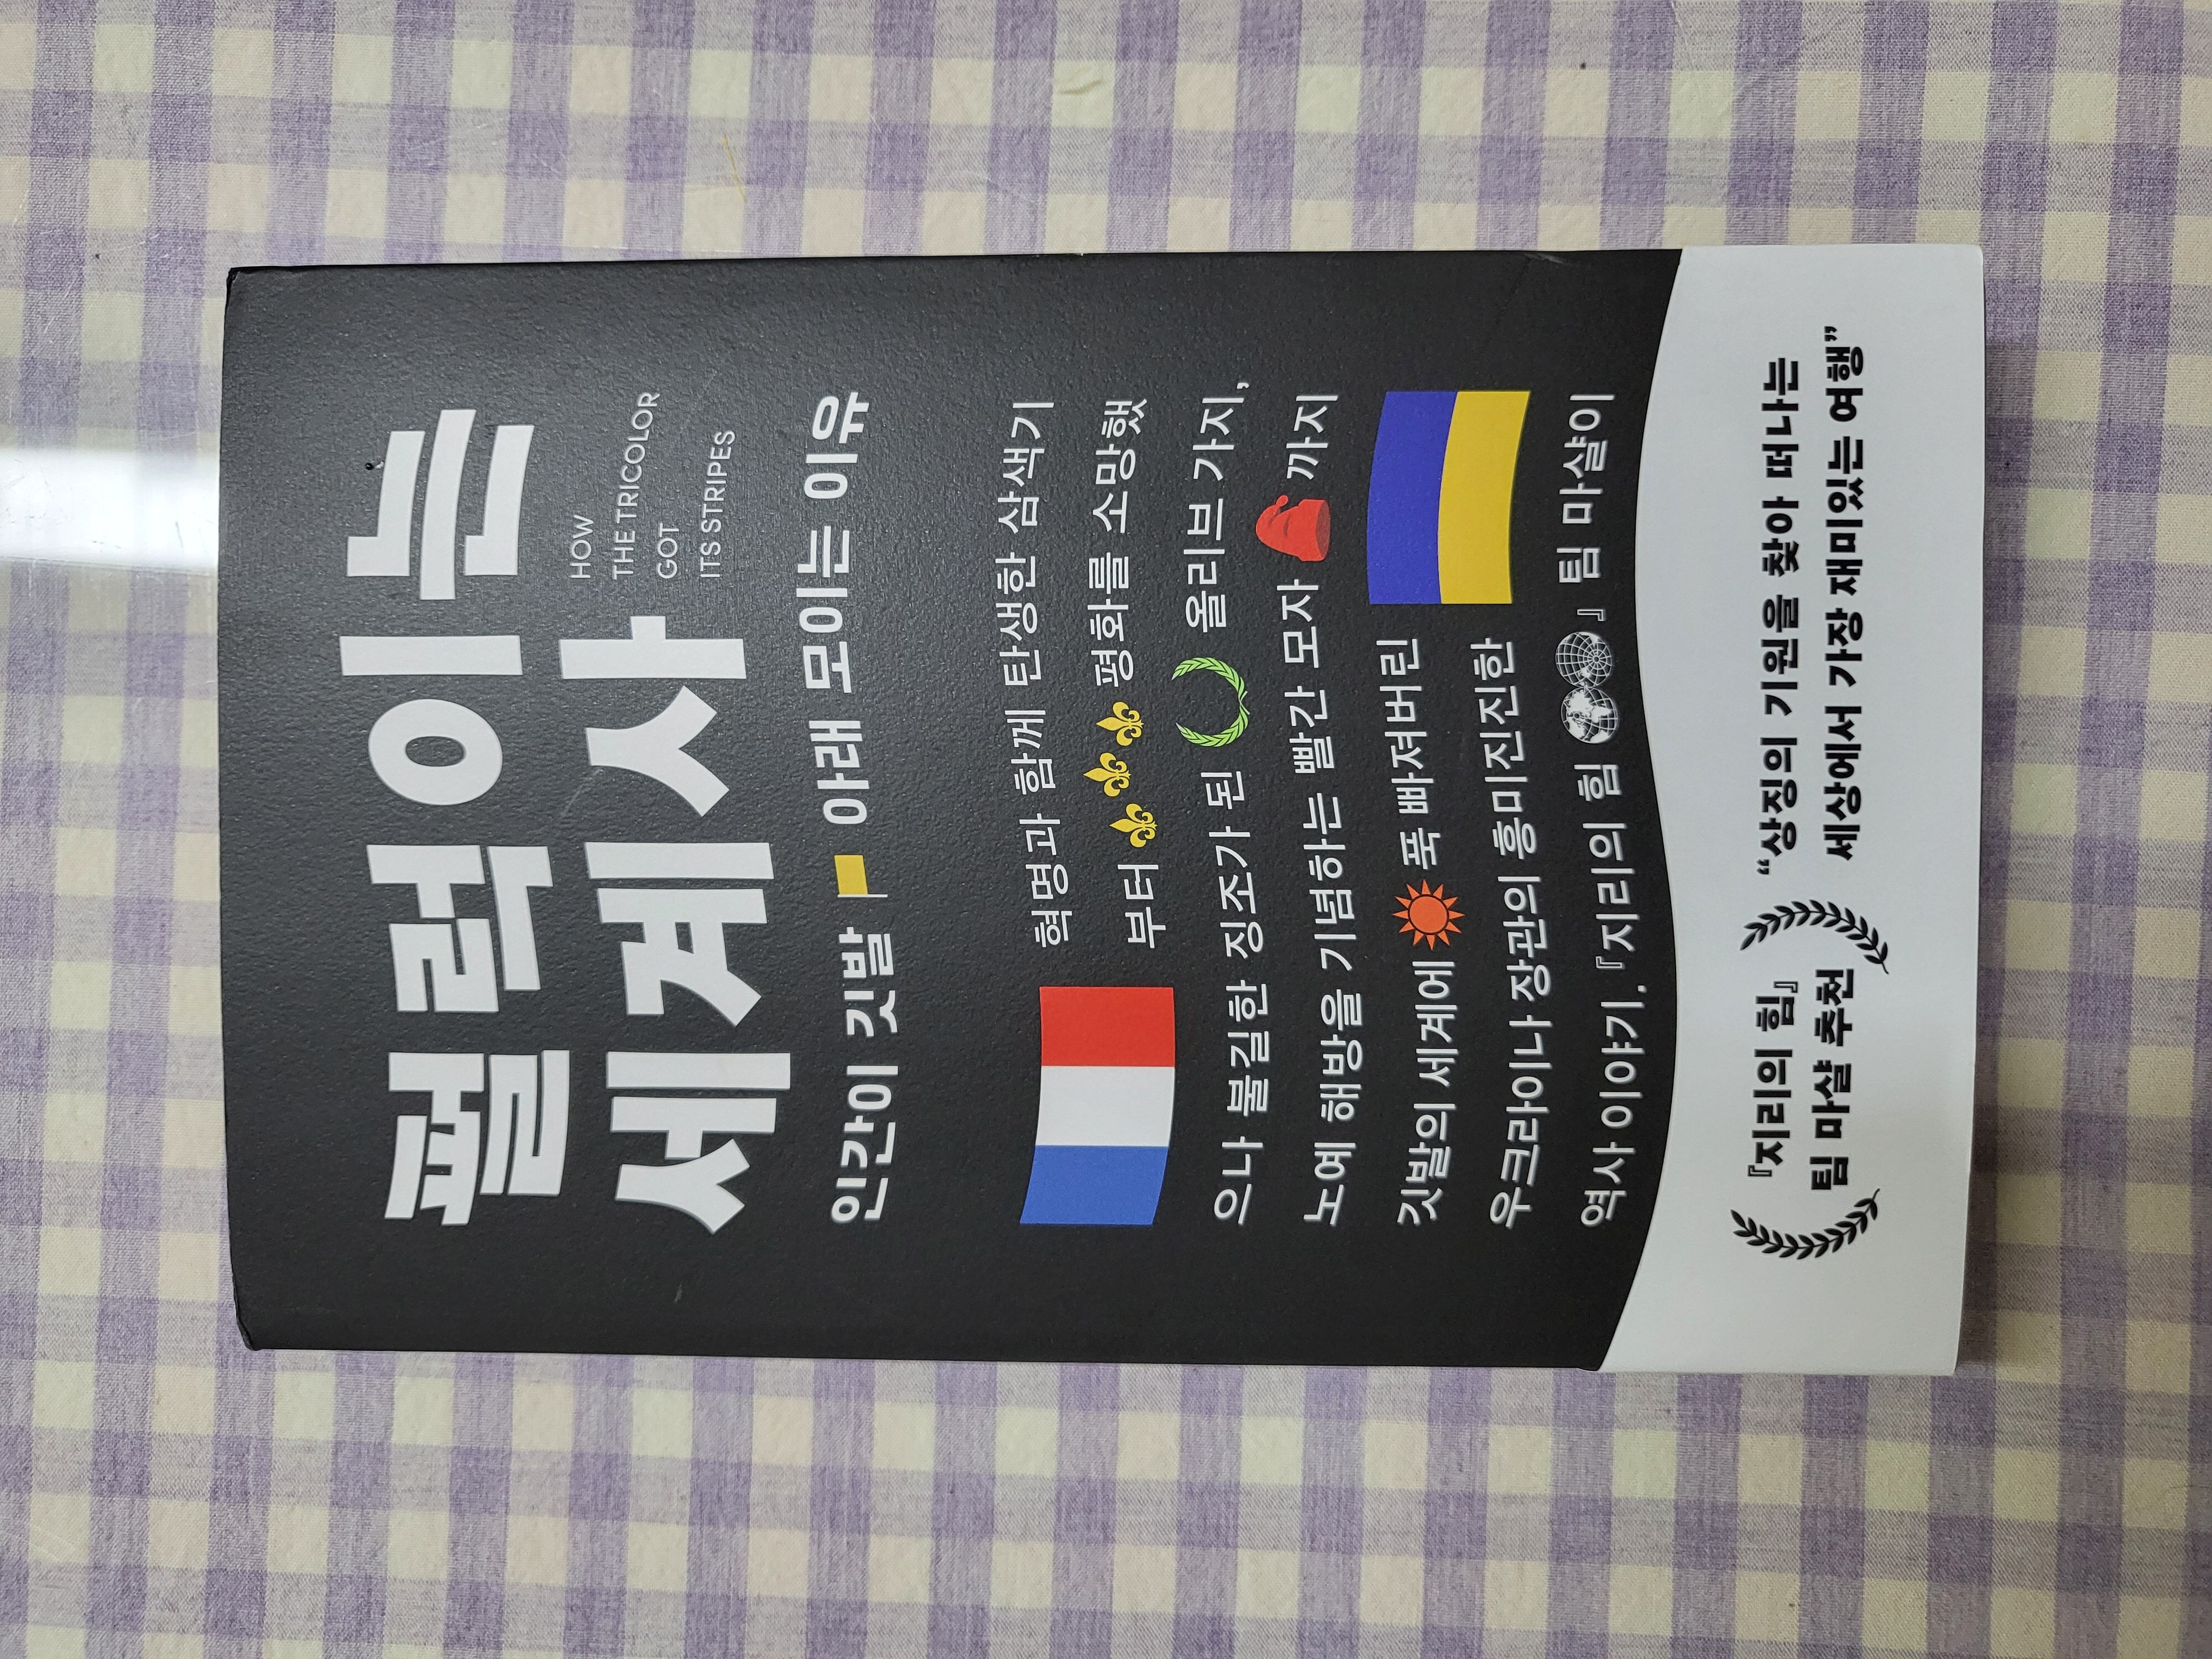 펄럭이는
세계사
HOW
THE TRICOLOR
GOT
ITS STRIPES
인간이 깃발 아래 모이는 이유
혁명과 함께 탄생한 삼색기
부터 평화를 소망했
으나 불길한 징조가 된 올리브 가지,
노예 해방을 기념하는 빨간 모자 까지
깃발의 세계에 푹 빠져버린
우크라이나 장관의 흥미진진한
역사 이야기. 『지리의 힘 』 팀 마샬이
『지리의 힘』
팀 마샬 추천
“상징의 기원을 찾아 떠나는
세상에서 가장 재미있는 여행”